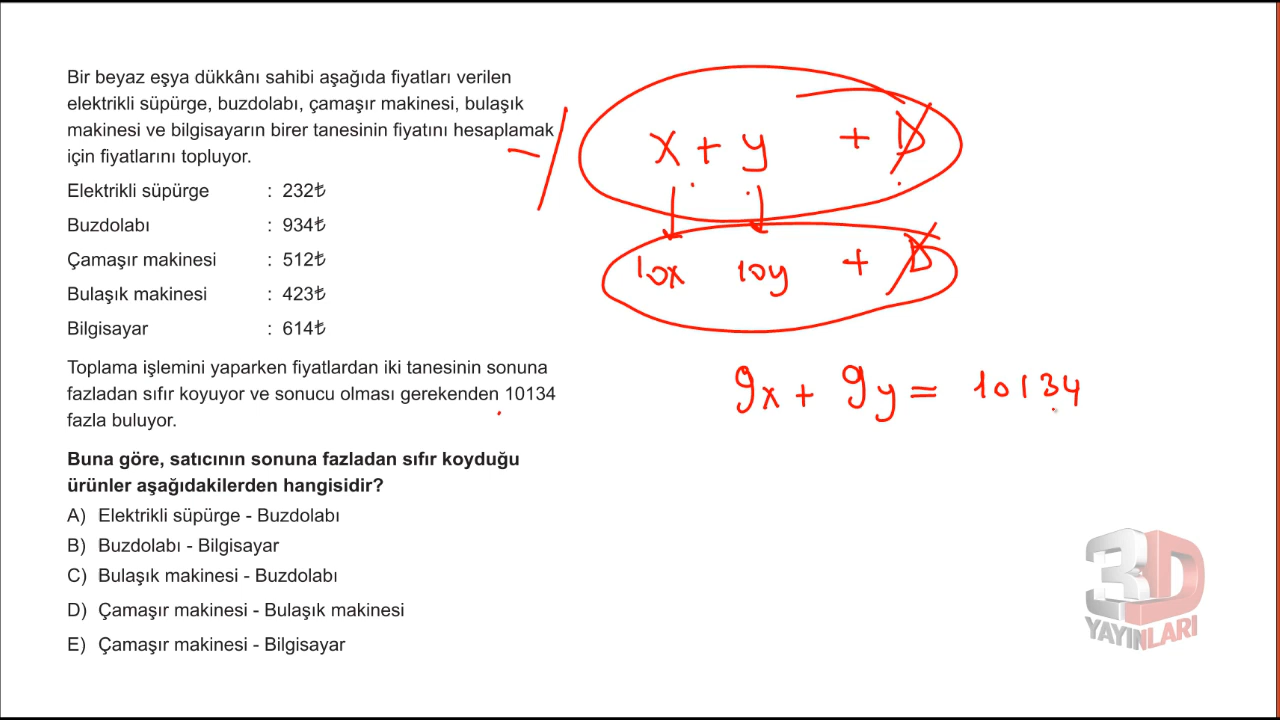 Bir beyaz eşya dükkânı sahibi aşağıda fiyatları verilen
elektrikli süpürge, buzdolabı, çamaşır makinesi, bulaşık
makinesi ve bilgisayarın birer tanesinin fiyatını hesaplamak
için fiyatlarını topluyor.
Elektrikli süpürge : 232₺
Buzdolabı : 934₺
Çamaşır makinesi : 512₺
Bulaşık makinesi : 423₺
Bilgisayar : 614₺
Toplama işlemini yaparken fiyatlardan iki tanesinin sonuna
fazladan sıfır koyuyor ve sonucu olması gerekenden 10134
fazla buluyor.
Buna göre, satıcının sonuna fazladan sıfır koyduğu
ürünler aşağıdakilerden hangisidir?
A) Elektrikli süpürge - Buzdolabı
B) Buzdolabı - Bilgisayar
C) Bulaşık makinesi - Buzdolabı
D) Çamaşır makinesi - Bulaşık makinesi
E) Çamaşır makinesi - Bilgisayar
-/ x + y + D
10x 10y + D
9x + 9y = 10134
3D
YAYINLARI